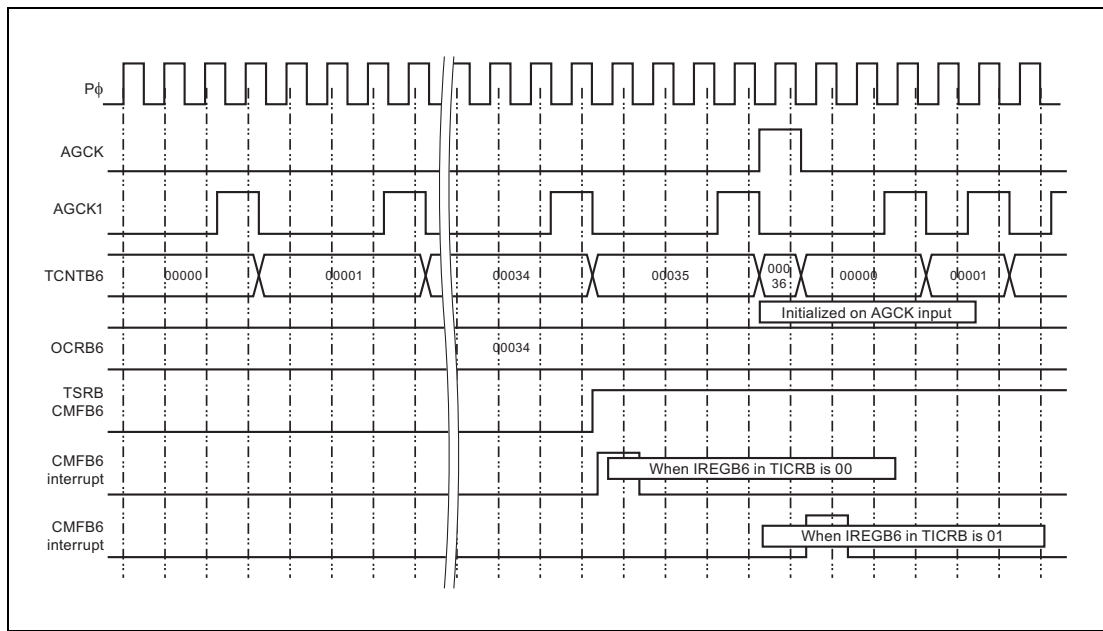 Pϕ
AGCK
AGCK1
TCNTB6 00000 00001 00034 00035 000 00000 00001
36
Initialized on AGCK input
OCRB6 00034
TSRB
CMFB6
CMFB6
interrupt
When IREGB6 in TICRB is 00
CMFB6
interrupt
When IREGB6 in TICRB is 01